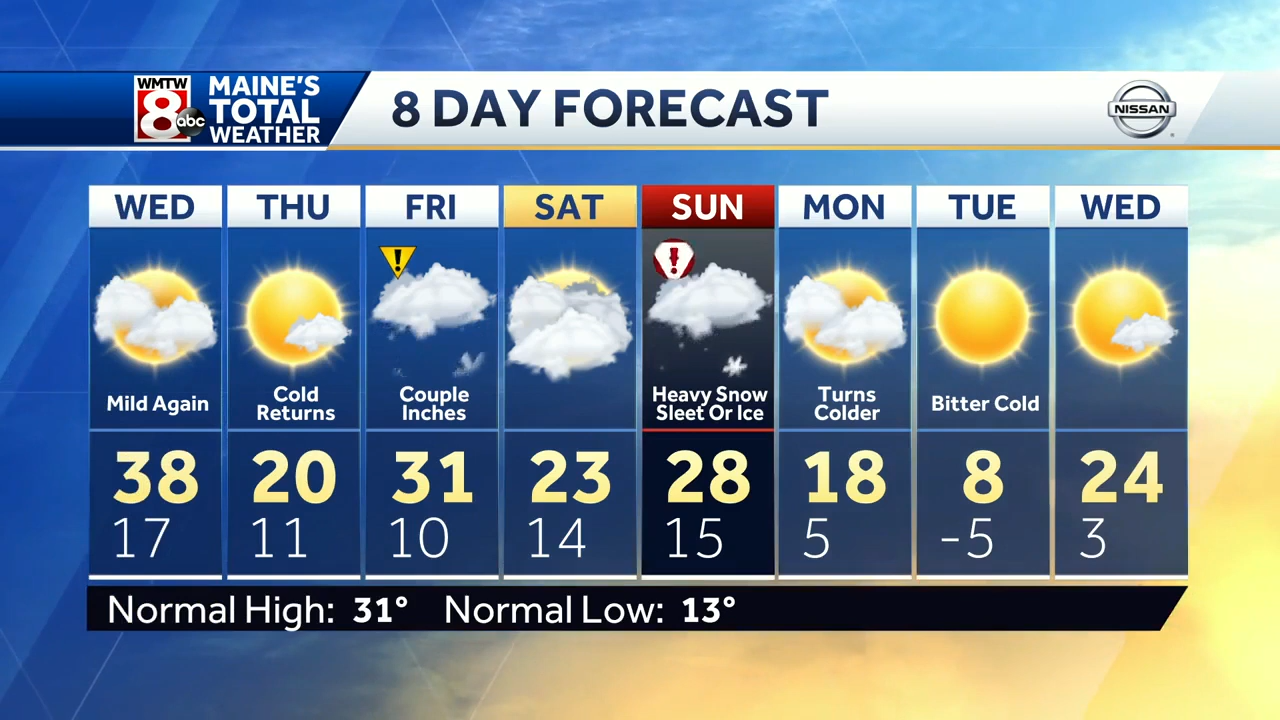 WMTW
8
abc
MAINE'S
TOTAL
WEATHER
8 DAY FORECAST
NISSAN
WED THU FRI SAT SUN MON TUE WED
!
!
Mild Again
Cold
Returns
Couple
Inches
Heavy Snow
Sleet Or Ice
Turns
Colder
Bitter Cold
38 20 31 23 28 18 8 24
17 11 10 14 15 5 -5 3
Normal High: 31° Normal Low: 13°